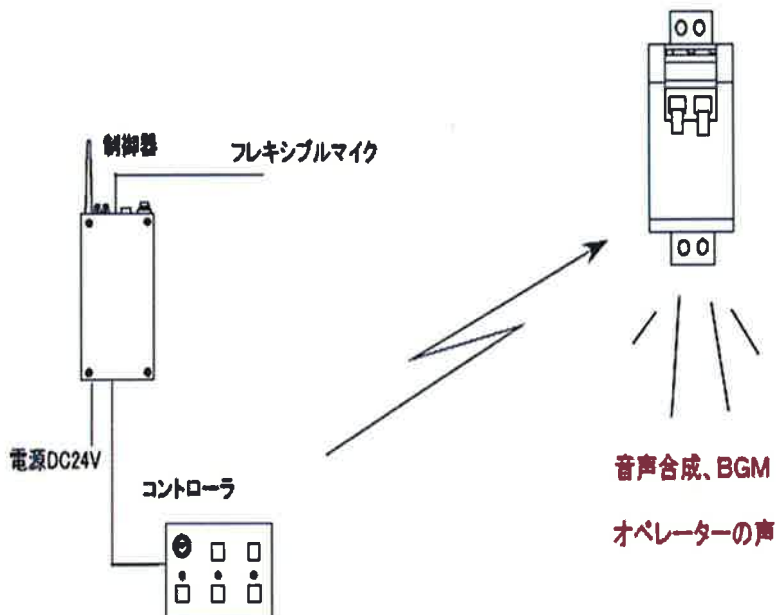 制御器
フレキシブルマイク
電源DC24V
コントローラ
音声合成、BGM
オペレーターの声